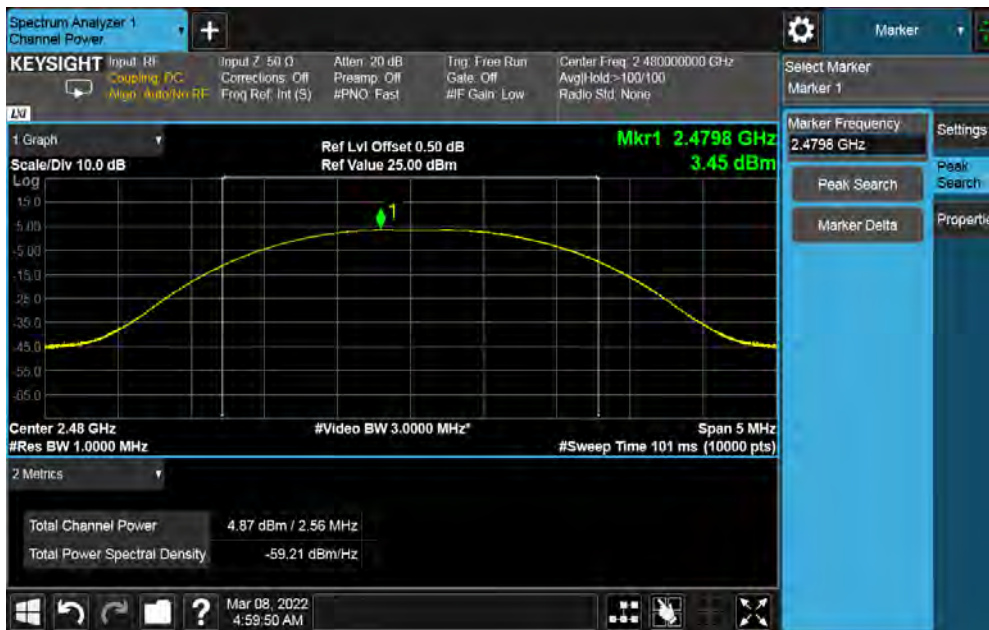 Spectrum Analyzer 1
Channel Power
+
Marker
KEYSIGHT
Input: RF
Coupling: DC
Align: Auto/No RF
Input Z: 50 Ω
Corrections: Off
Freq Ref: Int (S)
Atten: 20 dB
Preamp: Off
#PNO: Fast
Trig: Free Run
Gate: Off
#IF Gain: Low
Center Freq: 2.480000000 GHz
Avg|Hold:>100/100
Radio Std: None
LXI
Select Marker
Marker 1
Marker Frequency
2.4798 GHz
Peak Search
Marker Delta
Settings
Peak
Search
1 Graph
Scale/Div 10.0 dB
Log
Ref Lvl Offset 0.50 dB
Ref Value 25.00 dBm
Mkr1 2.4798 GHz
3.45 dBm
1
15.0
5.00
-5.00
-15.0
-25.0
-35.0
-45.0
-55.0
-65.0
Center 2.48 GHz
#Res BW 1.0000 MHz
#Video BW 3.0000 MHz*
Span 5 MHz
#Sweep Time 101 ms (10000 pts)
2 Metrics
Total Channel Power 4.87 dBm / 2.56 MHz
Total Power Spectral Density -59.21 dBm/Hz
?
Mar 08, 2022
4:59:50 AM